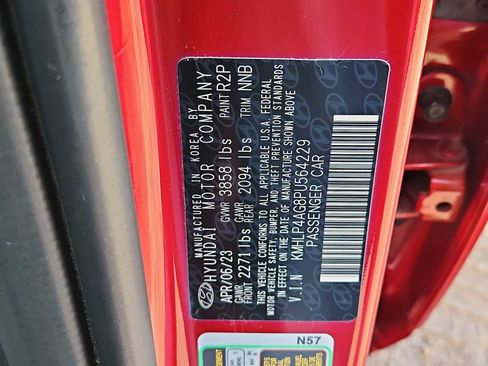 MANUFACTURED IN KOREA BY
HYUNDAI MOTOR COMPANY
APR/06/23 GVWR 3858 lbs PAINT R2P
GAWR FRONT 2271 lbs GAWR REAR 2094 lbs TRIM NNB
THIS VEHICLE CONFORMS TO ALL APPLICABLE U.S.A. FEDERAL
MOTOR VEHICLE SAFETY AND THEFT PREVENTION STANDARDS
IN EFFECT ON THE DATE OF MANUFACTURE SHOWN ABOVE.
V.I.N KMHLP4AG8PU564229
PASSENGER CAR
N57